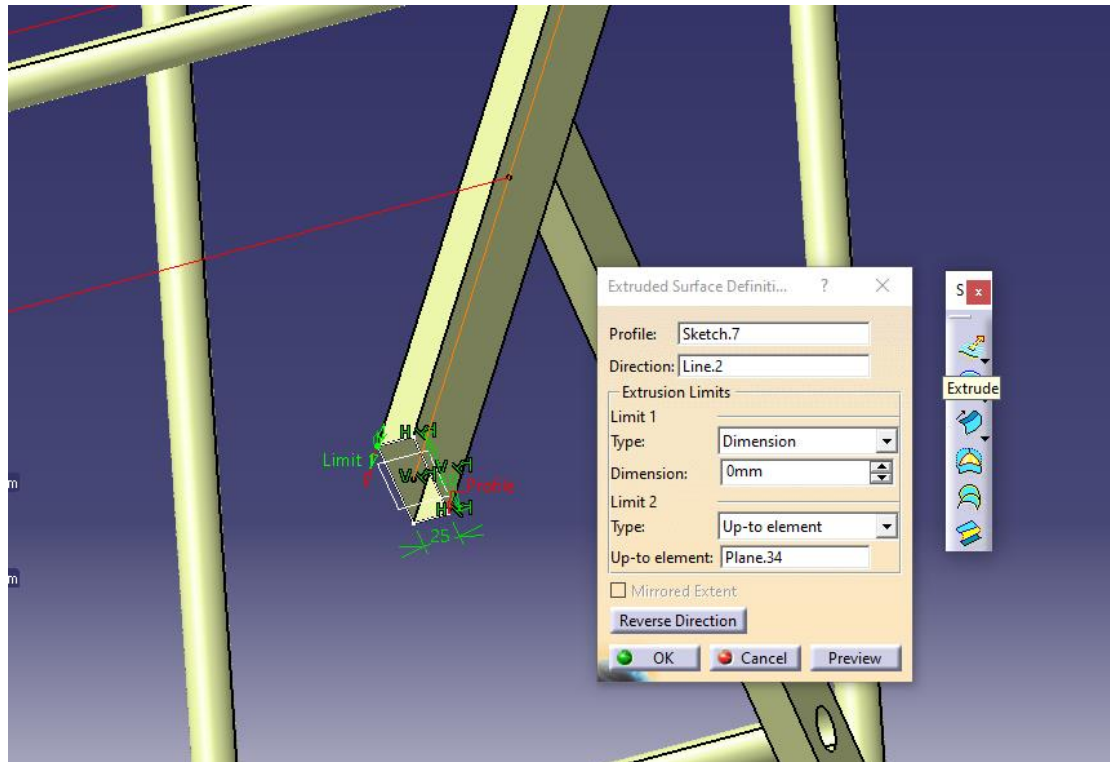 Extruded Surface Definiti... ?
Profile: Sketch.7
Direction: Line.2
Extrusion Limits
Limit 1
Type: Dimension
Dimension: 0mm
Limit 2
Type: Up-to element
Up-to element: Plane.34
Mirrored Extent
Reverse Direction
OK Cancel Preview
S x
Extrude
Limit
Profile
H
V V
H
25
m
m